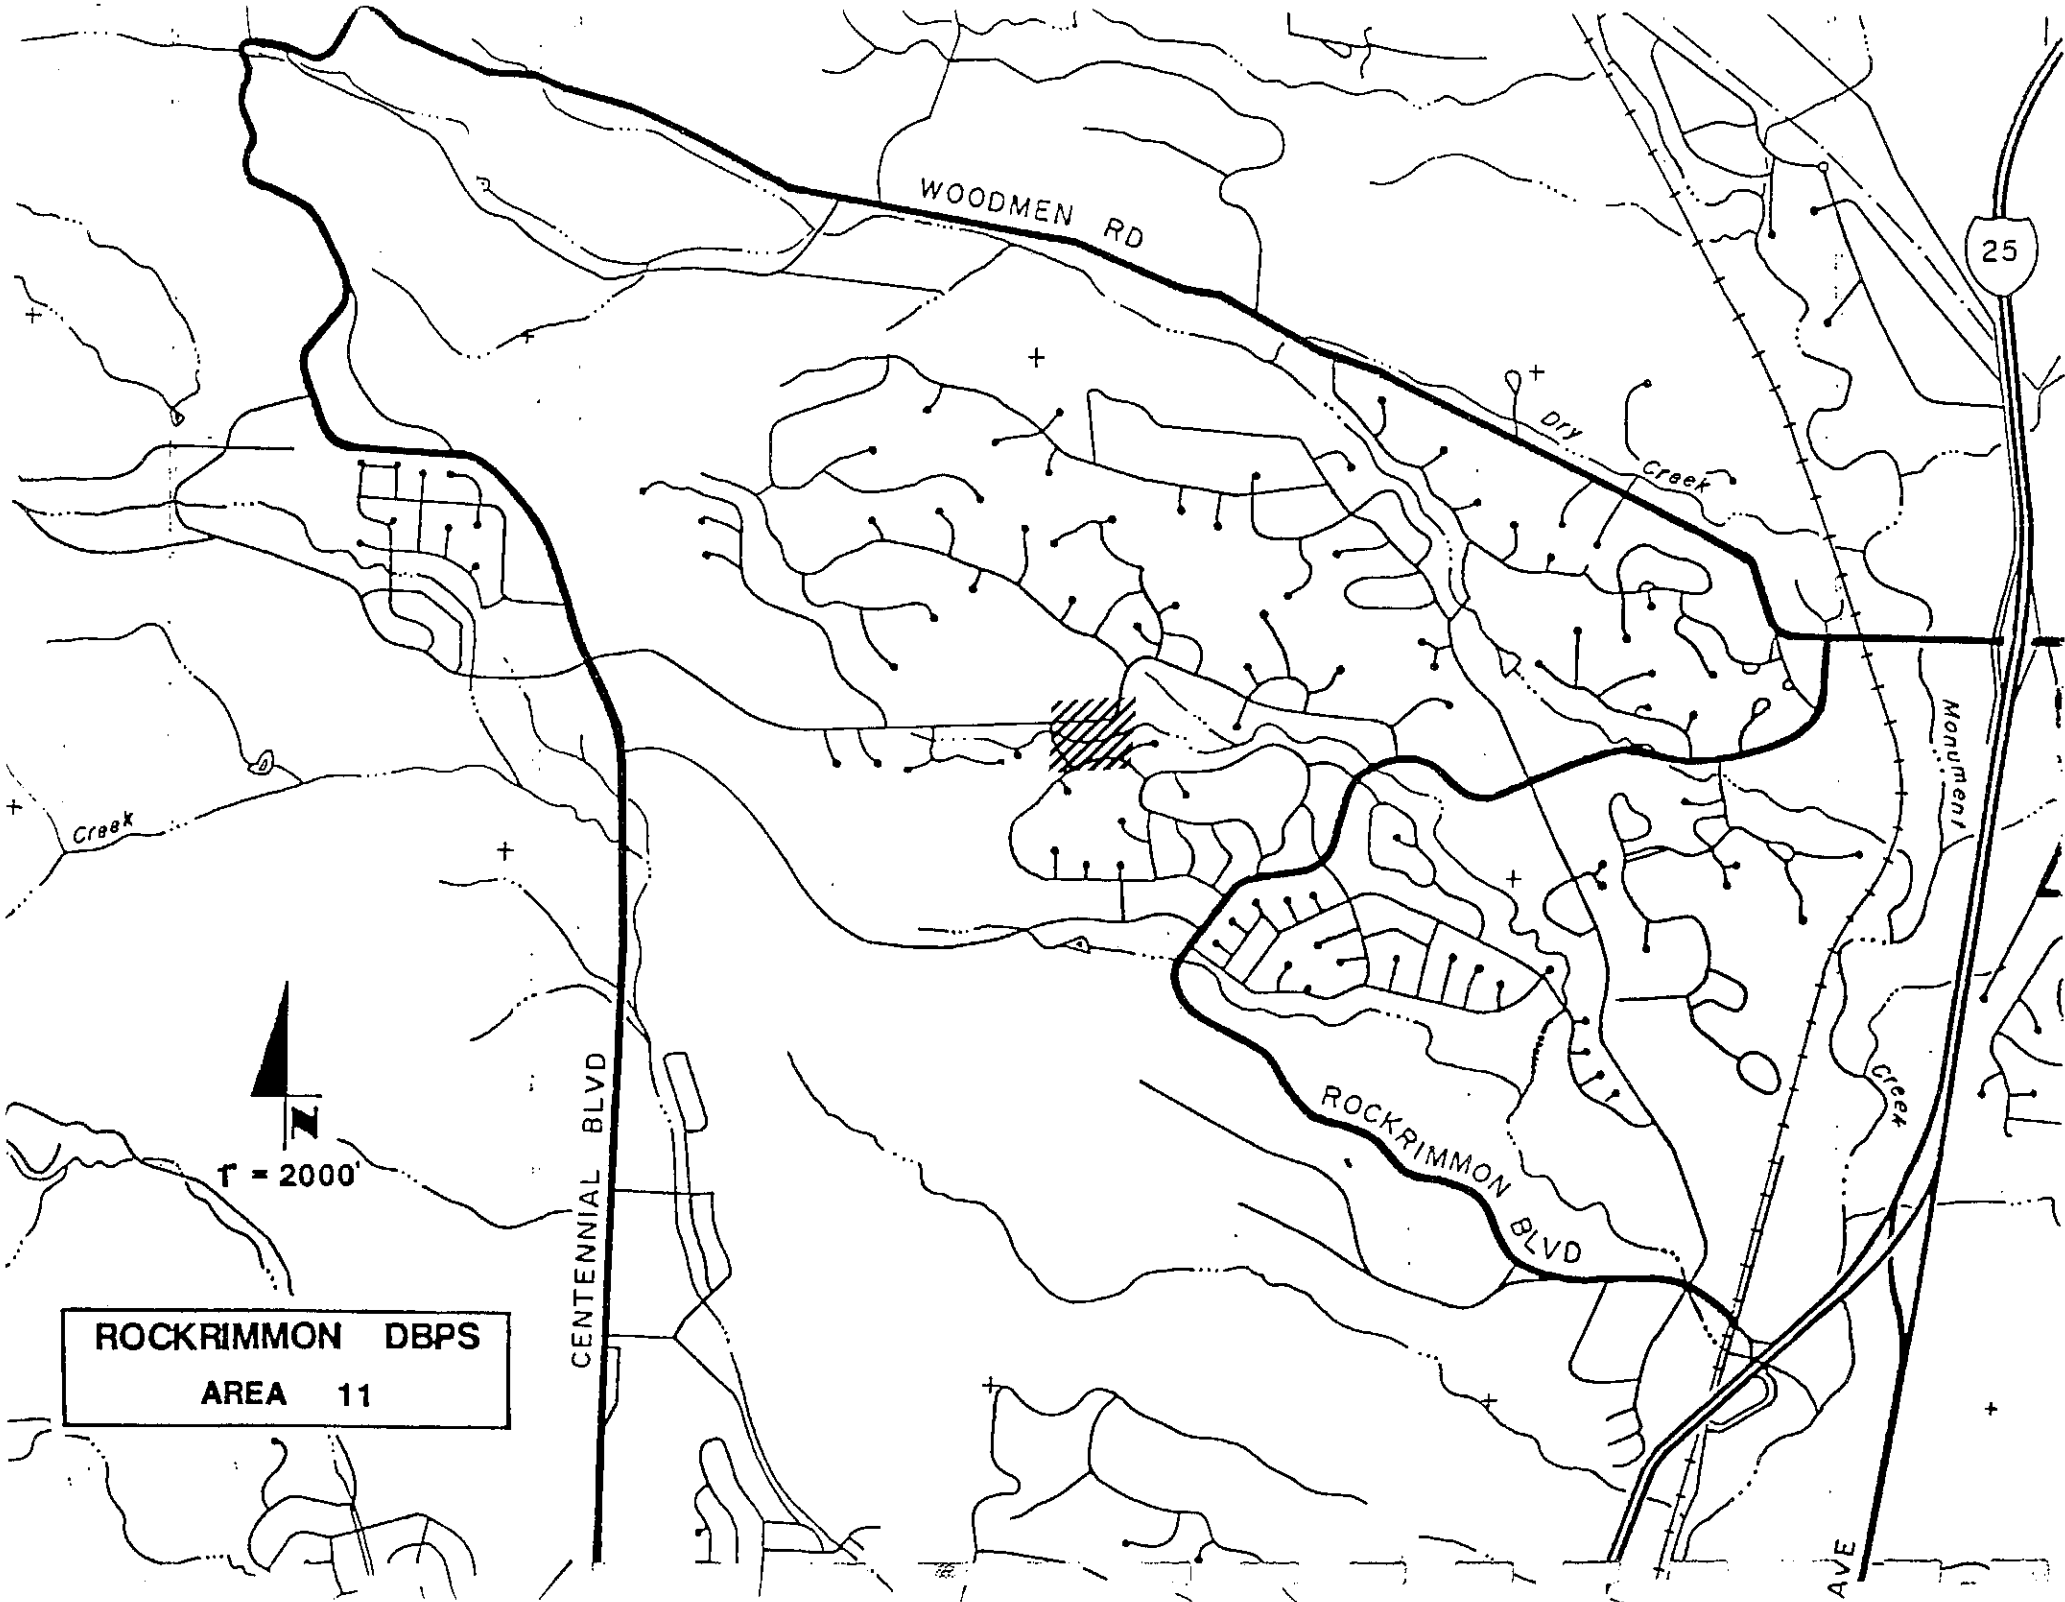 WOODMEN RD
25
Dry Creek
Monument
Creek
Creek
N
1" = 2000'
ROCKRIMMON BLVD
CENTENNIAL BLVD
ROCKRIMMON DBPS
AREA 11
AVE